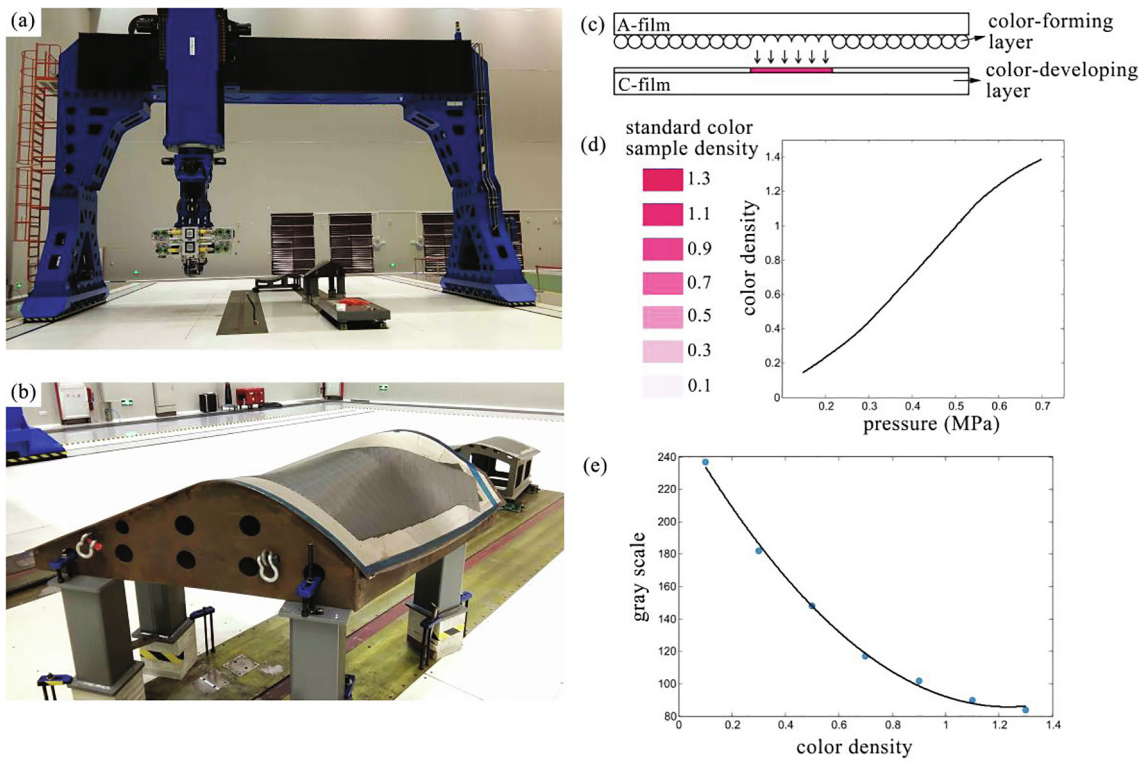 (a)
(b)
(c)
A-film
color-forming
layer
C-film
color-developing
layer
(d)
standard color
sample density
1.3
1.1
0.9
0.7
0.5
0.3
0.1
color density
1.4
1.2
1
0.8
0.6
0.4
0.2
0
0.2
0.3
0.4
0.5
0.6
0.7
pressure (MPa)
(e)
gray scale
240
220
200
180
160
140
120
100
80
0
0.2
0.4
0.6
0.8
1
1.2
1.4
color density